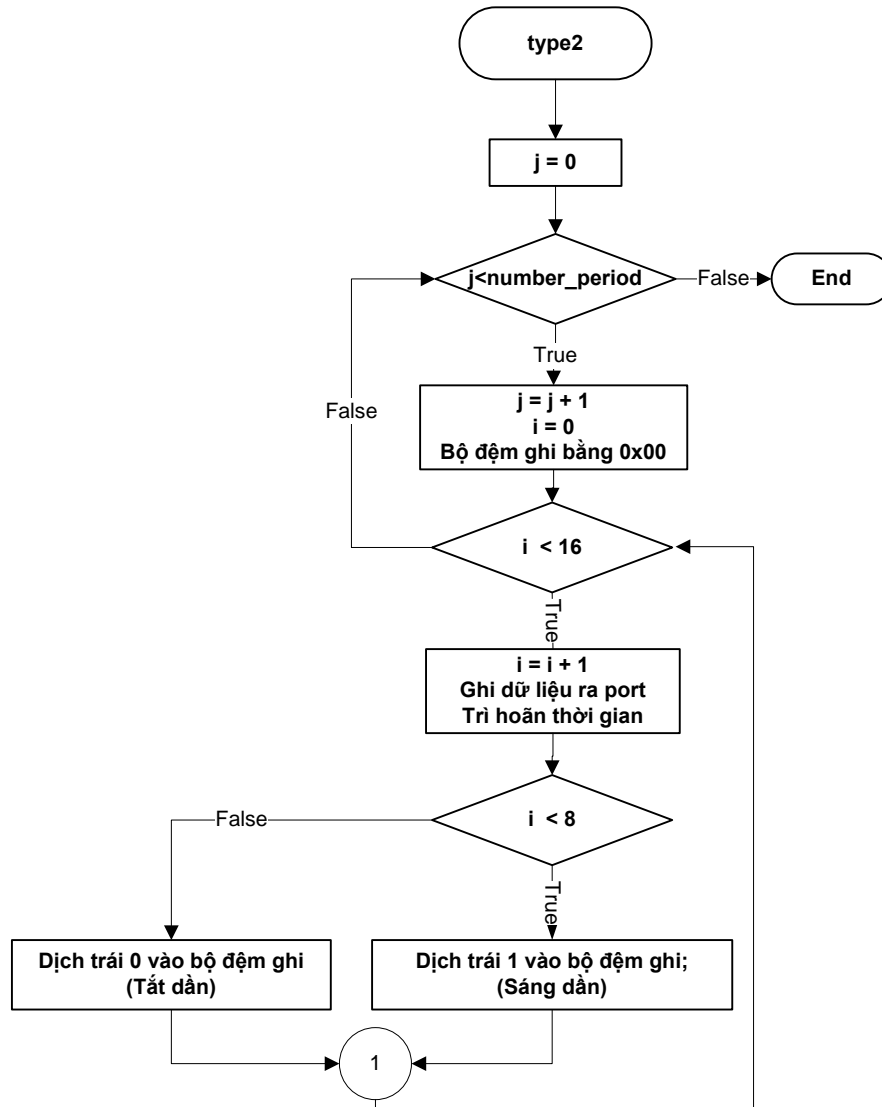 type2
j = 0
j<number_period
False
End
True
False
j = j + 1
i = 0
Bộ đệm ghi bằng 0x00
i < 16
True
i = i + 1
Ghi dữ liệu ra port
Trì hoãn thời gian
i < 8
False
True
Dịch trái 0 vào bộ đệm ghi
(Tắt dần)
Dịch trái 1 vào bộ đệm ghi;
(Sáng dần)
1